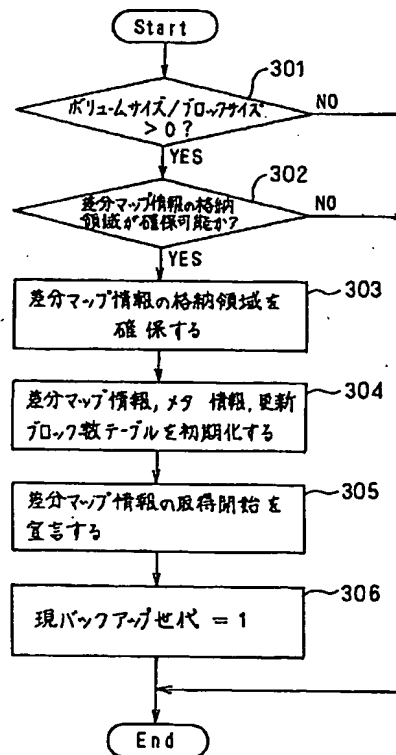 Start
301
ボリュームサイズ/ブロックサイズ
>0?
NO
YES
302
差分マップ情報の格納
領域が確保可能か?
NO
YES
303
差分マップ情報の格納領域を
確保する
304
差分マップ情報,メタ 情報,更新
ブロック数テーブルを初期化する
305
差分マップ情報の取得開始を
宣言する
306
現バックアップ世代 = 1
End